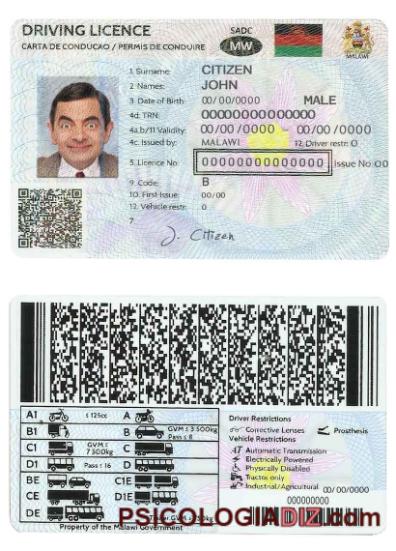 DRIVING LICENCE
CARTA DE CONDUCAO / PERMIS DE CONDUIRE
SADC
MW
MALAWI
1. Surname: CITIZEN
2. Names: JOHN
3. Date of Birth: 00/00/0000 MALE
4d: TRN: 00000000000000
4a.b/11 Validity: 00/00/0000 - 00/00/0000
4c. Issued by: MALAWI 12. Driver restr: 0
5. Licence No 00000000000000 Issue No 00
9. Code: B
10. First Issue: 00/00
12. Vehicle restr: 0
7.
J. Citizen
A1 ≤ 125cc A
B1 B GVM ≤ 3 500kg Pass ≤ 8
C1 GVM ≤ 7 500kg C
D1 Pass ≤ 16 D
BE C1E
CE D1E
DE GVM ≤ 750kg
Property of the Malawi Government
Driver Restrictions
Corrective Lenses Prosthesis
Vehicle Restrictions
AT Automatic Transmission
Electrically Powered
Physically Disabled
Tractor only
Industrial/Agricultural
00/00/0000
000000000
PSICOLOGIADIZ.com